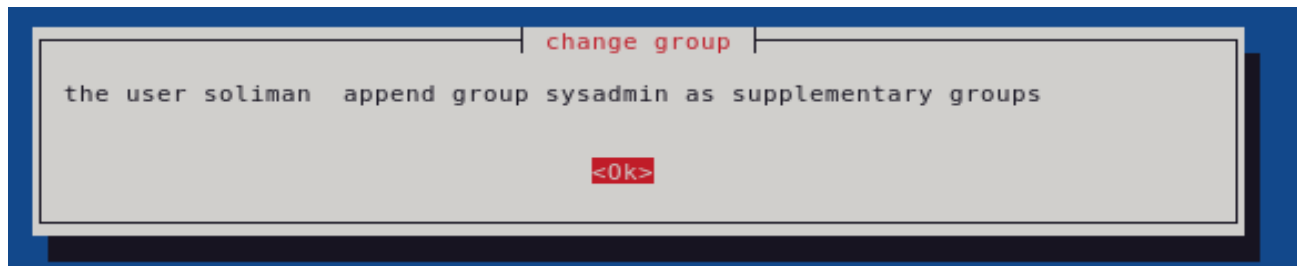 change group
the user soliman  append group sysadmin as supplementary groups
<Ok>